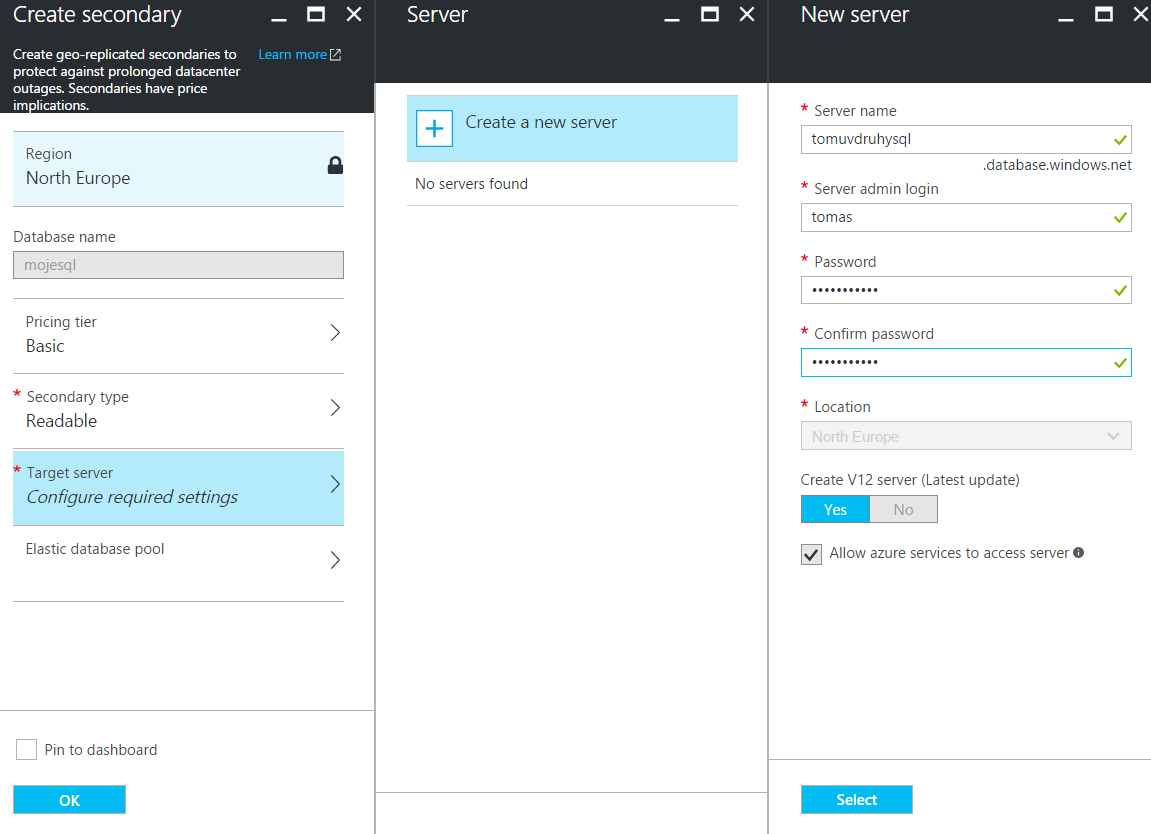 Create secondary
Create geo-replicated secondaries to
protect against prolonged datacenter
outages. Secondaries have price
implications.
Learn more
Region
North Europe
Database name
mojesql
Pricing tier
Basic
* Secondary type
Readable
* Target server
Configure required settings
Elastic database pool
Pin to dashboard
OK
Server
Create a new server
No servers found
New server
* Server name
tomuvdruhysql
.database.windows.net
* Server admin login
tomas
* Password
•••••••••••
* Confirm password
•••••••••••
* Location
North Europe
Create V12 server (Latest update)
Yes No
Allow azure services to access server
Select